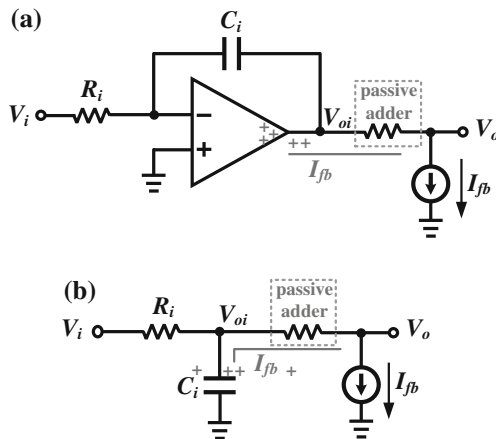 (a)
C_i
R_i
V_i
−
+
++
++
++
V_oi
passive
adder
V_o
I_fb
I_fb
(b)
R_i
V_oi
passive
adder
V_i
V_o
C_i
+
++
I_fb
+
+
I_fb